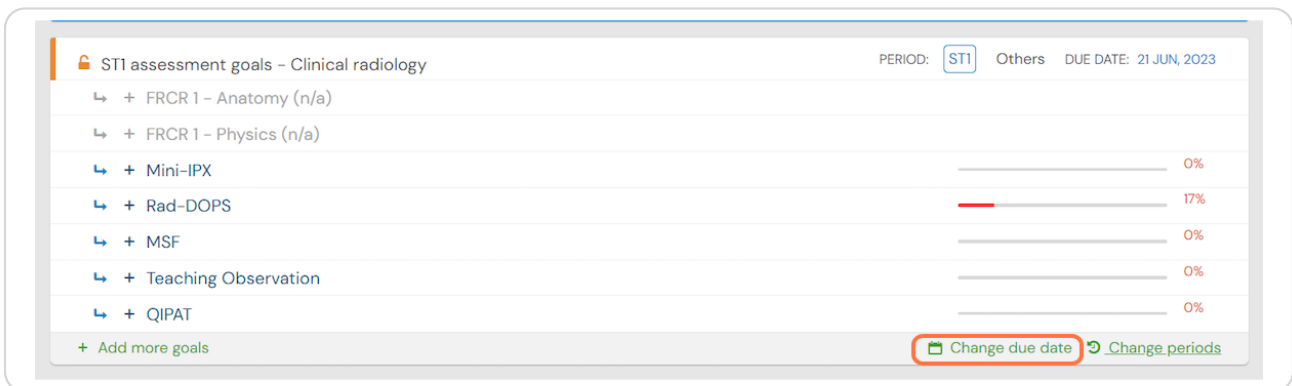 ST1 assessment goals - Clinical radiology PERIOD: ST1 Others DUE DATE: 21 JUN, 2023
+ FRCR 1 - Anatomy (n/a)
+ FRCR 1 - Physics (n/a)
+ Mini-IPX 0%
+ Rad-DOPS 17%
+ MSF 0%
+ Teaching Observation 0%
+ QIPAT 0%
+ Add more goals Change due date Change periods